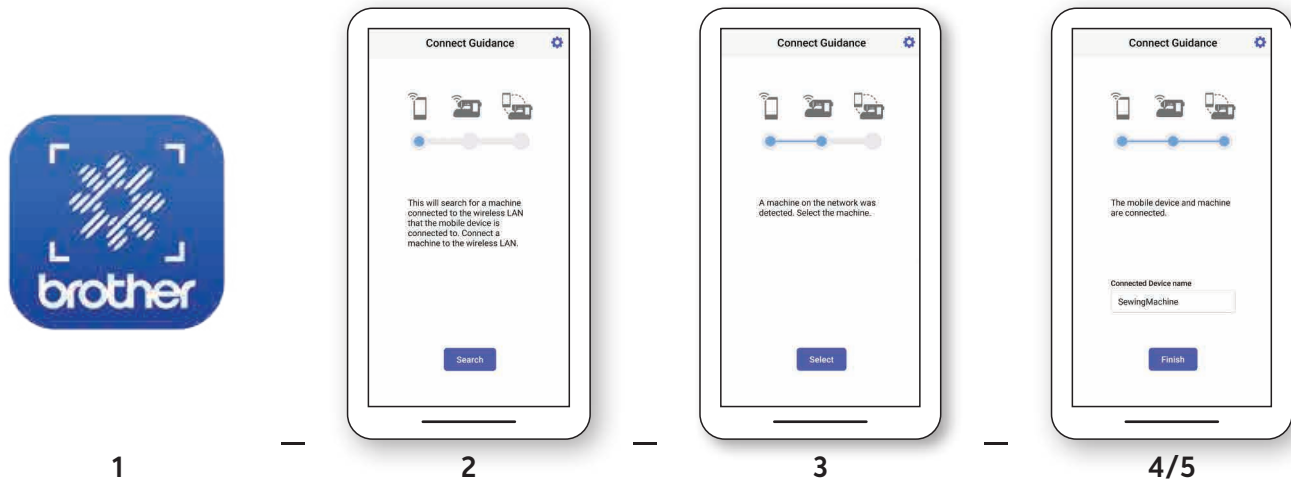 brother
1
Connect Guidance
This will search for a machine
connected to the wireless LAN
that the mobile device is
connected to. Connect a
machine to the wireless LAN.
Search
2
Connect Guidance
A machine on the network was
detected. Select the machine.
Select
3
Connect Guidance
The mobile device and machine
are connected.
Connected Device name
SewingMachine
Finish
4/5